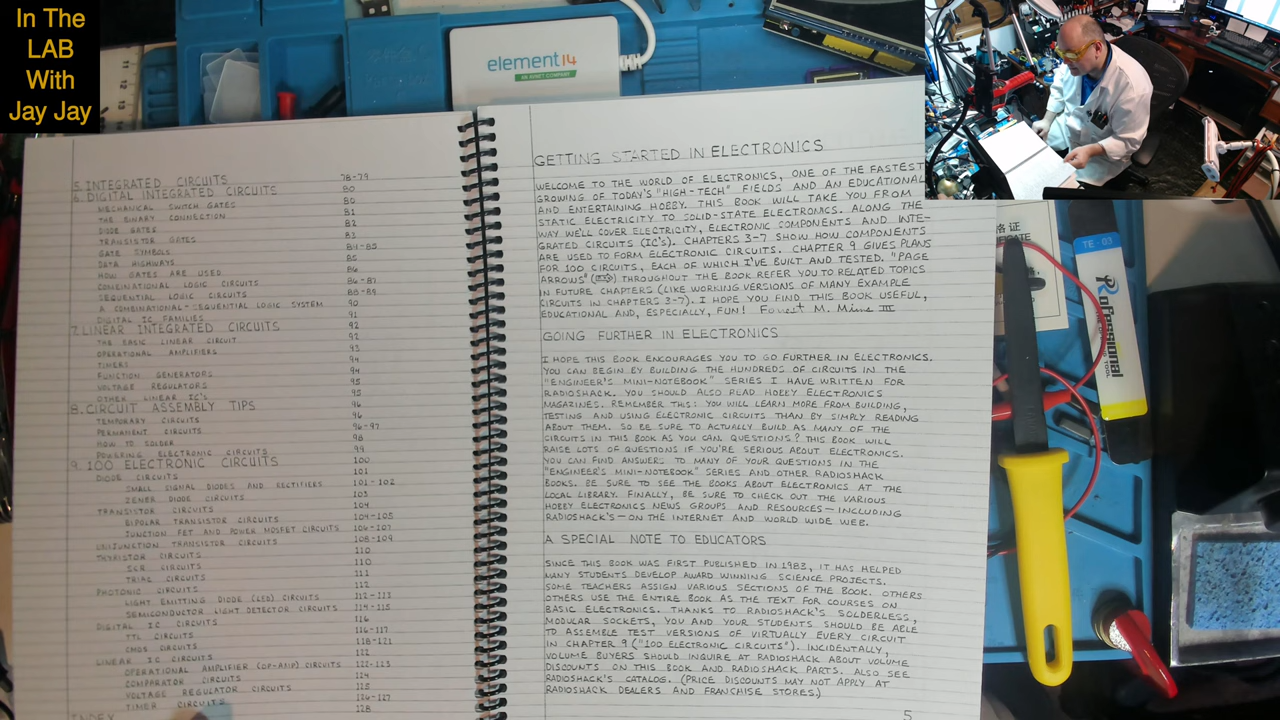 In The
LAB
With
Jay Jay
element14
AN AVNET COMPANY
5. INTEGRATED CIRCUITS 78-79
6. DIGITAL INTEGRATED CIRCUITS 80
MECHANICAL SWITCH GATES 80
THE BINARY CONNECTION 81
DIODE GATES 82
TRANSISTOR GATES 83
GATE SYMBOLS 84-85
DATA HIGHWAYS 85
HOW GATES ARE USED 86
COMBINATIONAL LOGIC CIRCUITS 86-87
SEQUENTIAL LOGIC CIRCUITS 88-89
A COMBINATIONAL-SEQUENTIAL LOGIC SYSTEM 90
DIGITAL IC FAMILIES 91
7. LINEAR INTEGRATED CIRCUITS 92
THE BASIC LINEAR CIRCUIT 92
OPERATIONAL AMPLIFIERS 93
TIMERS 94
FUNCTION GENERATORS 94
VOLTAGE REGULATORS 95
OTHER LINEAR IC'S 95
8. CIRCUIT ASSEMBLY TIPS 96
TEMPORARY CIRCUITS 96
PERMANENT CIRCUITS 96-97
HOW TO SOLDER 98
POWERING ELECTRONIC CIRCUITS 99
9. 100 ELECTRONIC CIRCUITS 100
DIODE CIRCUITS 101
SMALL SIGNAL DIODES AND RECTIFIERS 101-102
ZENER DIODE CIRCUITS 103
TRANSISTOR CIRCUITS 104
BIPOLAR TRANSISTOR CIRCUITS 104-105
JUNCTION FET AND POWER MOSFET CIRCUITS 106-107
UNIJUNCTION TRANSISTOR CIRCUITS 108-109
THYRISTOR CIRCUITS 110
SCR CIRCUITS 110
TRIAC CIRCUITS 111
PHOTONIC CIRCUITS 112
LIGHT EMITTING DIODE (LED) CIRCUITS 112-113
SEMICONDUCTOR LIGHT DETECTOR CIRCUITS 114-115
DIGITAL IC CIRCUITS 116
TTL CIRCUITS 116-117
CMOS CIRCUITS 118-121
LINEAR IC CIRCUITS 122
OPERATIONAL AMPLIFIER (OP-AMP) CIRCUITS 122-123
COMPARATOR CIRCUITS 124
VOLTAGE REGULATOR CIRCUITS 125
TIMER CIRCUITS 126-127
INDEX 128
GETTING STARTED IN ELECTRONICS
WELCOME TO THE WORLD OF ELECTRONICS, ONE OF THE FASTEST
GROWING OF TODAY'S "HIGH-TECH" FIELDS AND AN EDUCATIONAL
AND ENTERTAINING HOBBY. THIS BOOK WILL TAKE YOU FROM
STATIC ELECTRICITY TO SOLID-STATE ELECTRONICS. ALONG THE
WAY WE'LL COVER ELECTRICITY, ELECTRONIC COMPONENTS AND INTE-
GRATED CIRCUITS (IC's). CHAPTERS 3-7 SHOW HOW COMPONENTS
ARE USED TO FORM ELECTRONIC CIRCUITS. CHAPTER 9 GIVES PLANS
FOR 100 CIRCUITS, EACH OF WHICH I'VE BUILT AND TESTED. "PAGE
ARROWS" ( ) THROUGHOUT THE BOOK REFER YOU TO RELATED TOPICS
IN FUTURE CHAPTERS (LIKE WORKING VERSIONS OF MANY EXAMPLE
CIRCUITS IN CHAPTERS 3-7). I HOPE YOU FIND THIS BOOK USEFUL,
EDUCATIONAL AND, ESPECIALLY, FUN! Forrest M. Mims III
GOING FURTHER IN ELECTRONICS
I HOPE THIS BOOK ENCOURAGES YOU TO GO FURTHER IN ELECTRONICS.
YOU CAN BEGIN BY BUILDING THE HUNDREDS OF CIRCUITS IN THE
"ENGINEER'S MINI-NOTEBOOK" SERIES I HAVE WRITTEN FOR
RADIOSHACK. YOU SHOULD ALSO READ HOBBY ELECTRONICS
MAGAZINES. REMEMBER THIS: YOU WILL LEARN MORE FROM BUILDING,
TESTING AND USING ELECTRONIC CIRCUITS THAN BY SIMPLY READING
ABOUT THEM. SO BE SURE TO ACTUALLY BUILD AS MANY OF THE
CIRCUITS IN THIS BOOK AS YOU CAN QUESTIONS? THIS BOOK WILL
RAISE LOTS OF QUESTIONS IF YOU'RE SERIOUS ABOUT ELECTRONICS.
YOU CAN FIND ANSWERS TO MANY OF YOUR QUESTIONS IN THE
"ENGINEER'S MINI-NOTEBOOK" SERIES AND OTHER RADIOSHACK
BOOKS. BE SURE TO SEE THE BOOKS ABOUT ELECTRONICS AT THE
LOCAL LIBRARY. FINALLY, BE SURE TO CHECK OUT THE VARIOUS
HOBBY ELECTRONICS NEWS GROUPS AND RESOURCES—INCLUDING
RADIOSHACK'S—ON THE INTERNET AND WORLD WIDE WEB.
A SPECIAL NOTE TO EDUCATORS
SINCE THIS BOOK WAS FIRST PUBLISHED IN 1983, IT HAS HELPED
MANY STUDENTS DEVELOP AWARD WINNING SCIENCE PROJECTS.
SOME TEACHERS ASSIGN VARIOUS SECTIONS OF THE BOOK. OTHERS
OTHERS USE THE ENTIRE BOOK AS THE TEXT FOR COURSES ON
BASIC ELECTRONICS. THANKS TO RADIOSHACK'S SOLDERLESS,
MODULAR SOCKETS, YOU AND YOUR STUDENTS SHOULD BE ABLE
TO ASSEMBLE TEST VERSIONS OF VIRTUALLY EVERY CIRCUIT
IN CHAPTER 9 ("100 ELECTRONIC CIRCUITS"). INCIDENTALLY,
VOLUME BUYERS SHOULD INQUIRE AT RADIOSHACK ABOUT VOLUME
DISCOUNTS ON THIS BOOK AND RADIOSHACK PARTS. ALSO SEE
RADIOSHACK'S CATALOG. (PRICE DISCOUNTS MAY NOT APPLY AT
RADIOSHACK DEALERS AND FRANCHISE STORES.)
5
TE-03
Professional